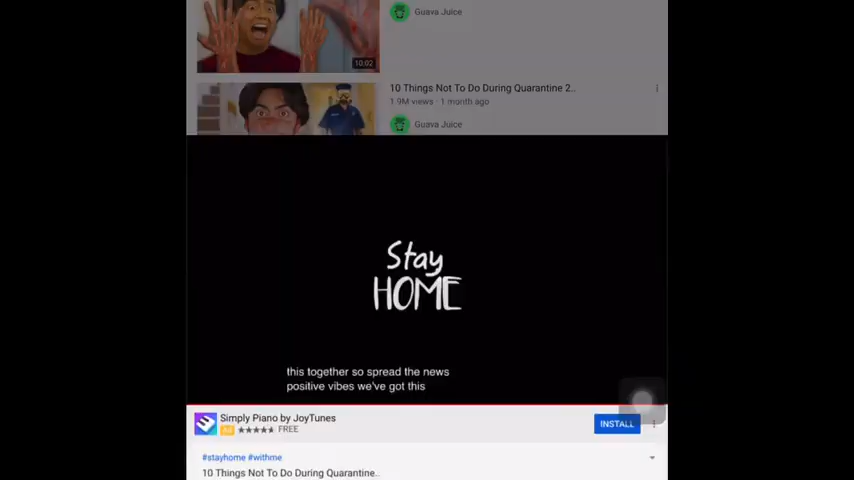 Guava Juice
10:02
10 Things Not To Do During Quarantine 2..
1.9M views · 1 month ago
Guava Juice
Stay
HOME
this together so spread the news
positive vibes we've got this
Simply Piano by JoyTunes
Ad ★★★★★ FREE
INSTALL
#stayhome #withme
10 Things Not To Do During Quarantine..